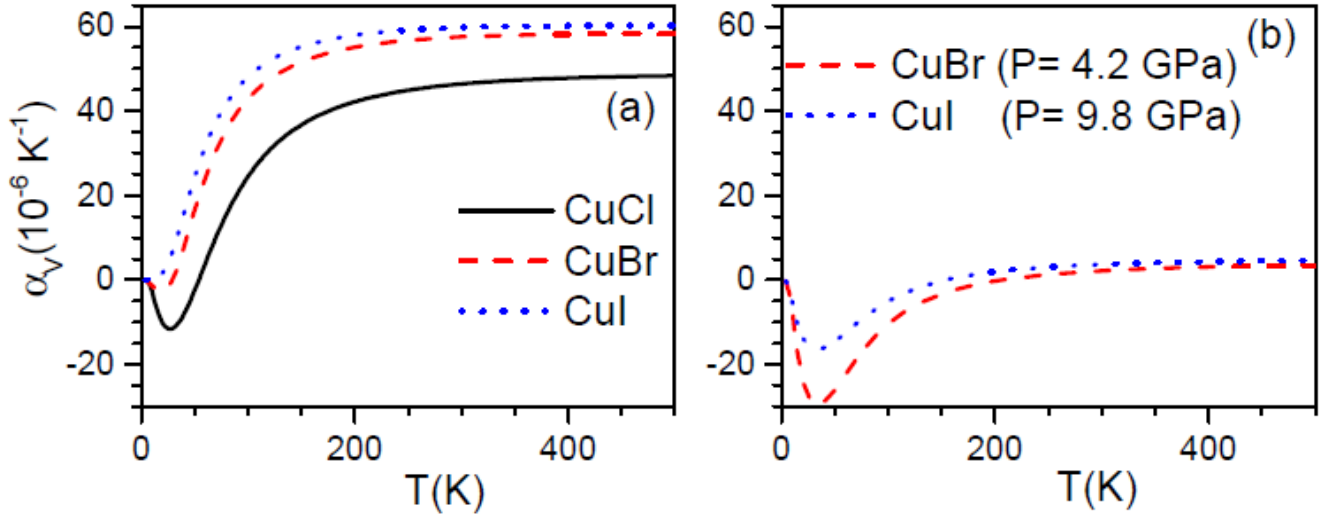 60
40
20
0
-20
α_V(10⁻⁶ K⁻¹)
(a)
CuCl
CuBr
CuI
0
200
400
T(K)
60
40
20
0
-20
(b)
CuBr (P= 4.2 GPa)
CuI (P= 9.8 GPa)
0
200
400
T(K)